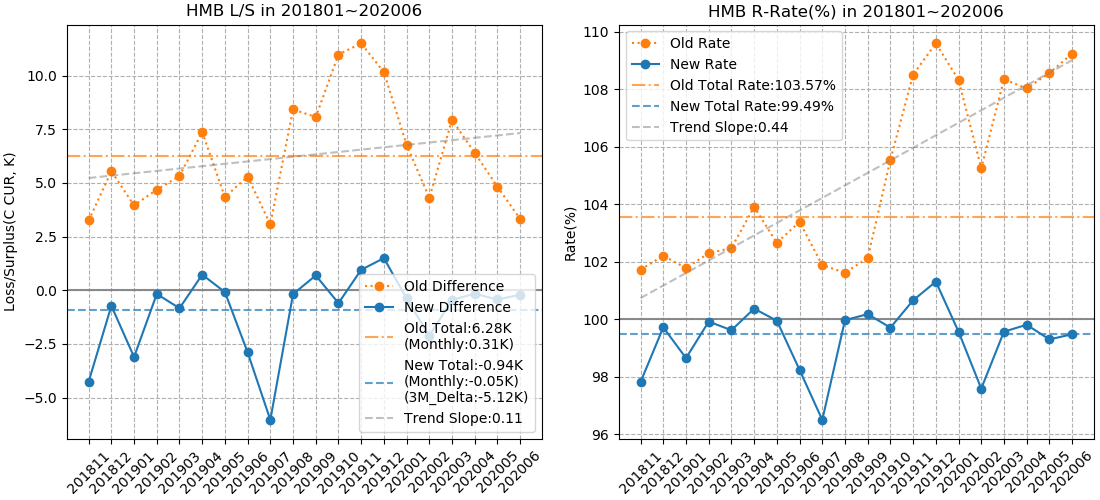 HMB L/S in 201801~202006
Loss/Surplus(C CUR, K)
10.0
7.5
5.0
2.5
0.0
−2.5
−5.0
Old Difference
New Difference
Old Total:6.28K
(Monthly:0.31K)
New Total:-0.94K
(Monthly:-0.05K)
(3M_Delta:-5.12K)
Trend Slope:0.11
201811 201812 201901 201902 201903 201904 201905 201906 201907 201908 201909 201910 201911 201912 202001 202002 202003 202004 202005 202006
HMB R-Rate(%) in 201801~202006
Rate(%)
110
108
106
104
102
100
98
96
Old Rate
New Rate
Old Total Rate:103.57%
New Total Rate:99.49%
Trend Slope:0.44
201811 201812 201901 201902 201903 201904 201905 201906 201907 201908 201909 201910 201911 201912 202001 202002 202003 202004 202005 202006